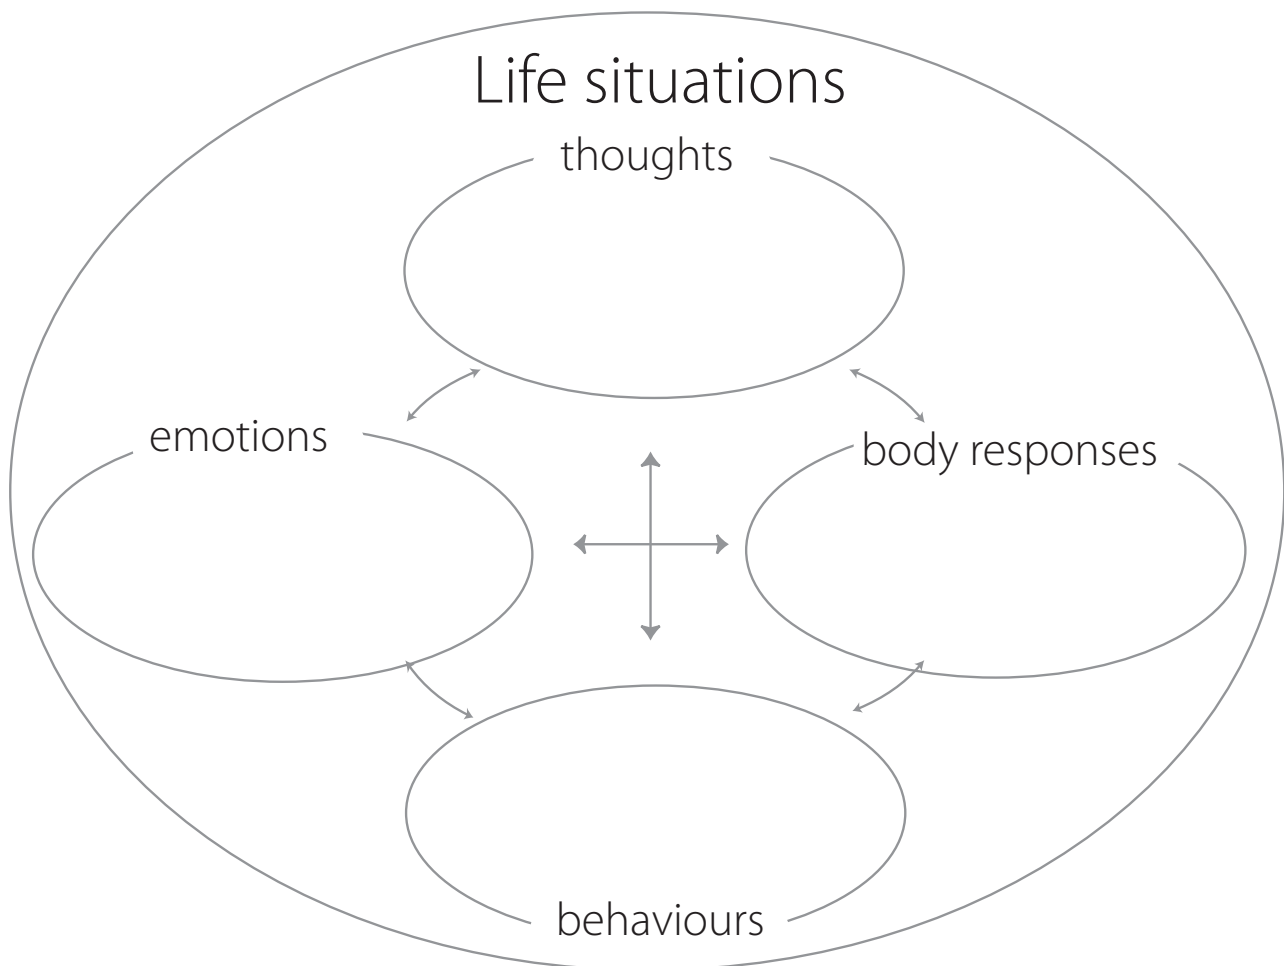 Life situations
thoughts
emotions
body responses
behaviours